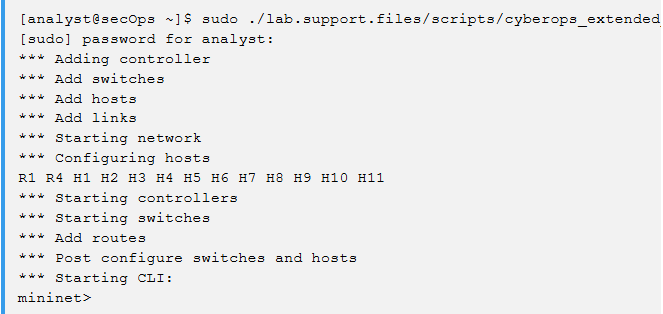 [analyst@secOps ~]$ sudo ./lab.support.files/scripts/cyberops_extended_
[sudo] password for analyst:
*** Adding controller
*** Add switches
*** Add hosts
*** Add links
*** Starting network
*** Configuring hosts
R1 R4 H1 H2 H3 H4 H5 H6 H7 H8 H9 H10 H11
*** Starting controllers
*** Starting switches
*** Add routes
*** Post configure switches and hosts
*** Starting CLI:
mininet>